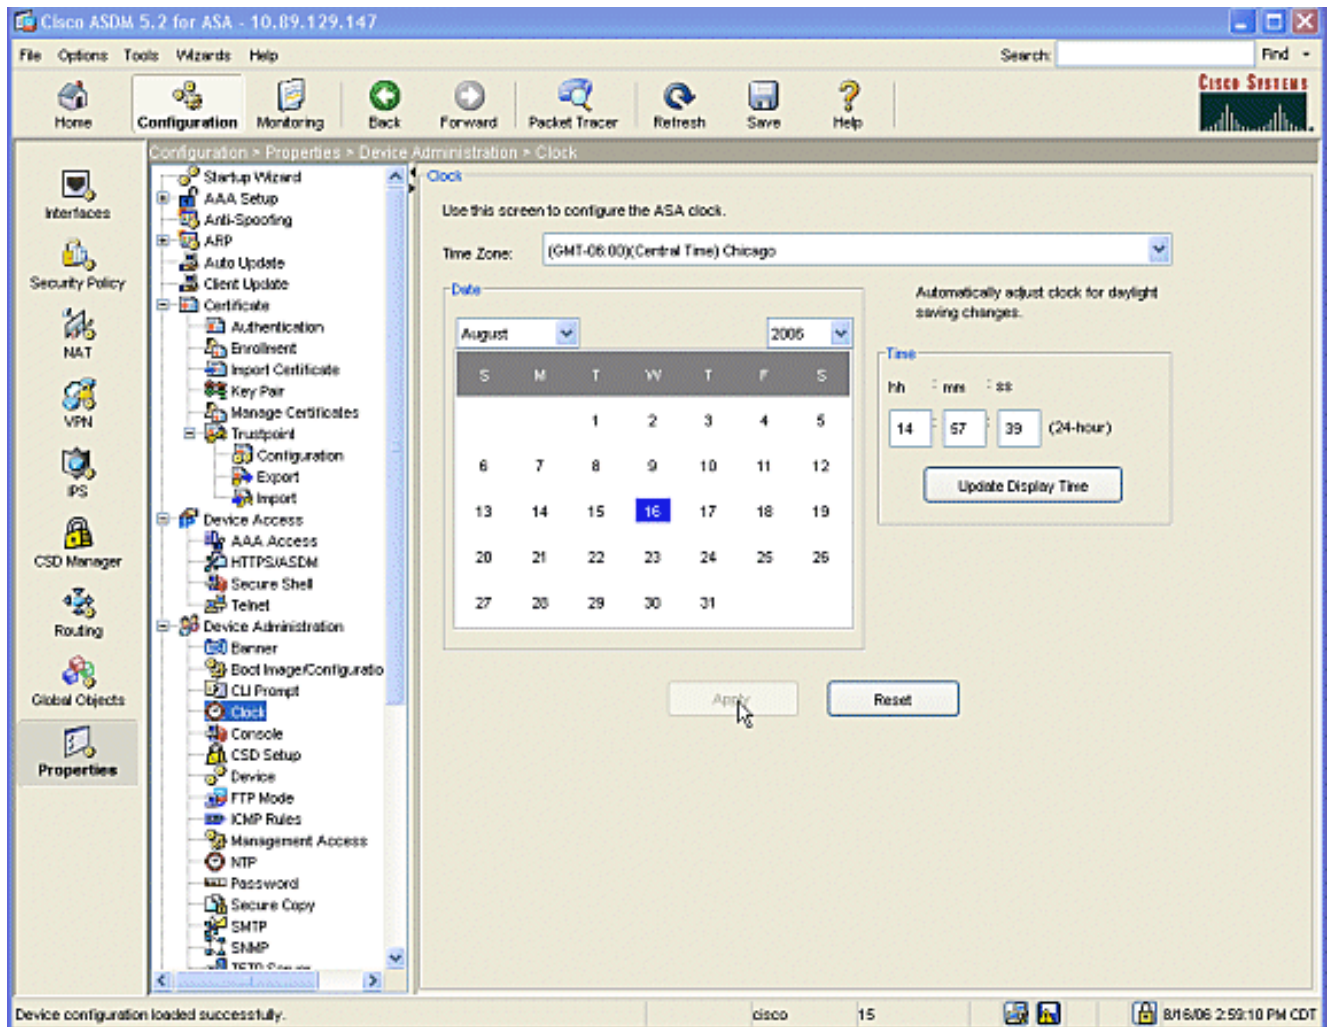 Cisco ASDM 5.2 for ASA - 10.89.129.147
File Options Tools Wizards Help Search: Find
Home Configuration Monitoring Back Forward Packet Tracer Refresh Save Help
CISCO SYSTEMS
Configuration > Properties > Device Administration > Clock
Interfaces
Security Policy
NAT
VPN
IPS
CSD Manager
Routing
Global Objects
Properties
Startup Wizard
AAA Setup
Anti-Spoofing
ARP
Auto Update
Client Update
Certificate
Authentication
Enrollment
Import Certificate
Key Pair
Manage Certificates
Trustpoint
Configuration
Export
Import
Device Access
AAA Access
HTTPS/ASDM
Secure Shell
Telnet
Device Administration
Banner
Boot Image/Configuratio
CLI Prompt
Clock
Console
CSD Setup
Device
FTP Mode
ICMP Rules
Management Access
NTP
Password
Secure Copy
SMTP
SNMP
Clock
Use this screen to configure the ASA clock.
Time Zone: (GMT-06:00)(Central Time) Chicago
Date
August 2006
S M T W T F S
1 2 3 4 5
6 7 8 9 10 11 12
13 14 15 16 17 18 19
20 21 22 23 24 25 26
27 28 29 30 31
Automatically adjust clock for daylight
saving changes.
Time
hh : mm : ss
14 : 57 : 39 (24-hour)
Update Display Time
Apply Reset
Device configuration loaded successfully. cisco 15 8/16/06 2:59:10 PM CDT